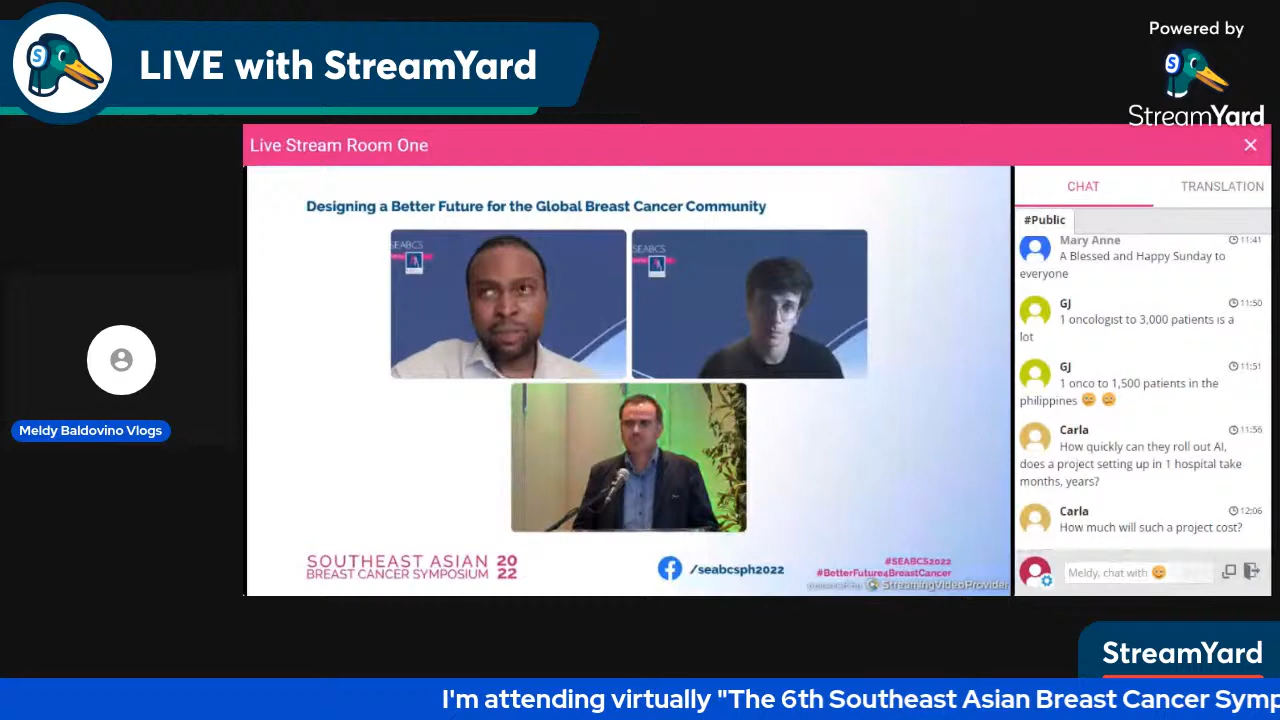 LIVE with StreamYard
Powered by
StreamYard
Live Stream Room One
Designing a Better Future for the Global Breast Cancer Community
SEABCS
SEABCS
SOUTHEAST ASIAN 20
BREAST CANCER SYMPOSIUM 22
/seabcsph2022
#SEABCS2022
#BetterFuture4BreastCancer
StreamingVideoProvider
CHAT
TRANSLATION
#Public
Mary Anne 11:41
A Blessed and Happy Sunday to
everyone
GJ 11:50
1 oncologist to 3,000 patients is a
lot
GJ 11:51
1 onco to 1,500 patients in the
philippines
Carla 11:56
How quickly can they roll out AI,
does a project setting up in 1 hospital take
months, years?
Carla 12:06
How much will such a project cost?
Meldy, chat with
Meldy Baldovino Vlogs
StreamYard
I'm attending virtually "The 6th Southeast Asian Breast Cancer Symp